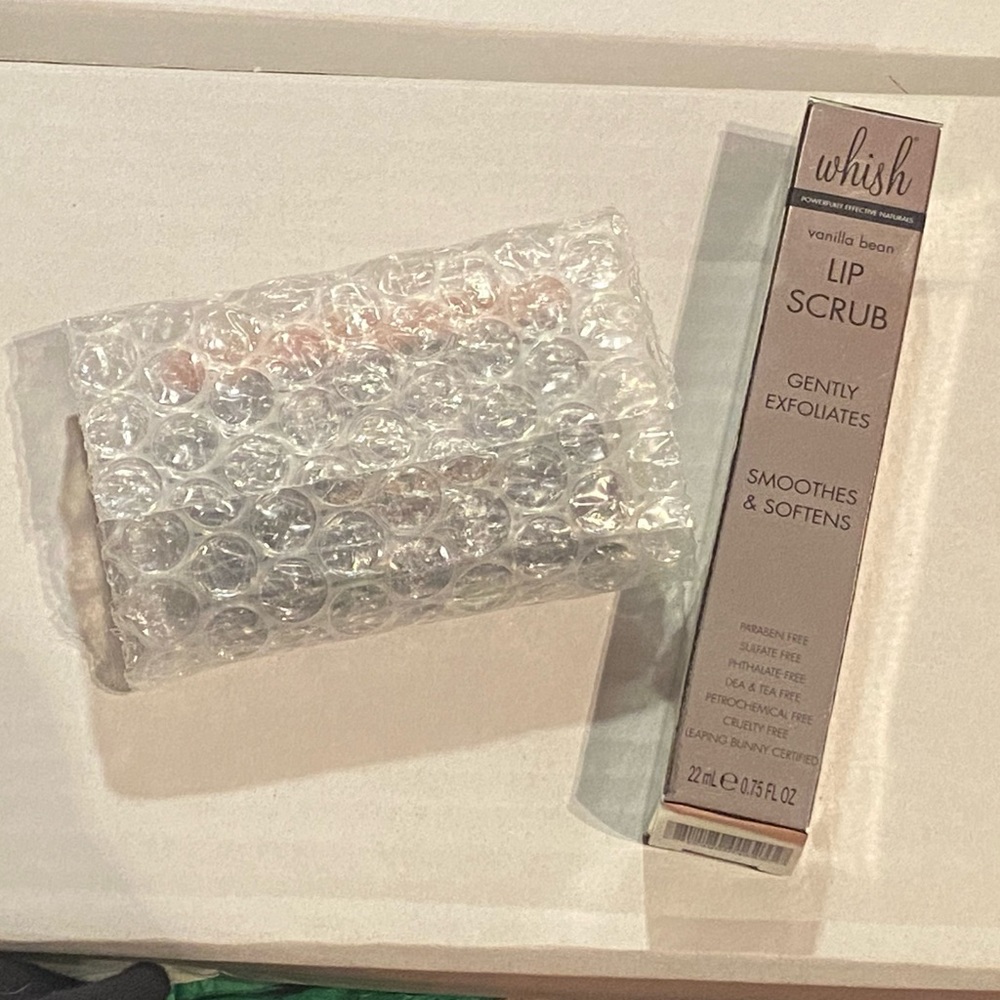 whish®
POWERFULLY EFFECTIVE NATURALS
vanilla bean
LIP
SCRUB
GENTLY
EXFOLIATES
SMOOTHES
& SOFTENS
PARABEN FREE
SULFATE FREE
PHTHALATE FREE
DEA & TEA FREE
PETROCHEMICAL FREE
CRUELTY FREE
LEAPING BUNNY CERTIFIED
22 mL ℮ 0.75 FL OZ